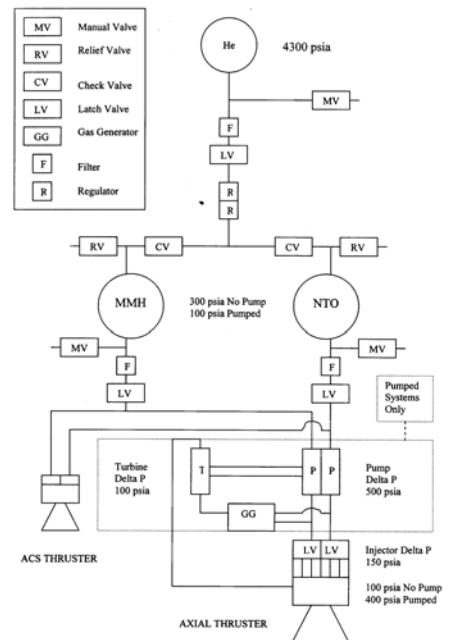 MV Manual Valve
RV Relief Valve
CV Check Valve
LV Latch Valve
GG Gas Generator
F Filter
R Regulator
He
4300 psia
MV
F
LV
R
R
RV CV CV RV
MMH
300 psia No Pump
100 psia Pumped
NTO
MV F F MV
LV LV
Pumped
Systems
Only
Turbine
Delta P
100 psia
T
P P
Pump
Delta P
500 psia
GG
ACS THRUSTER
LV LV
Injector Delta P
150 psia
100 psia No Pump
400 psia Pumped
AXIAL THRUSTER